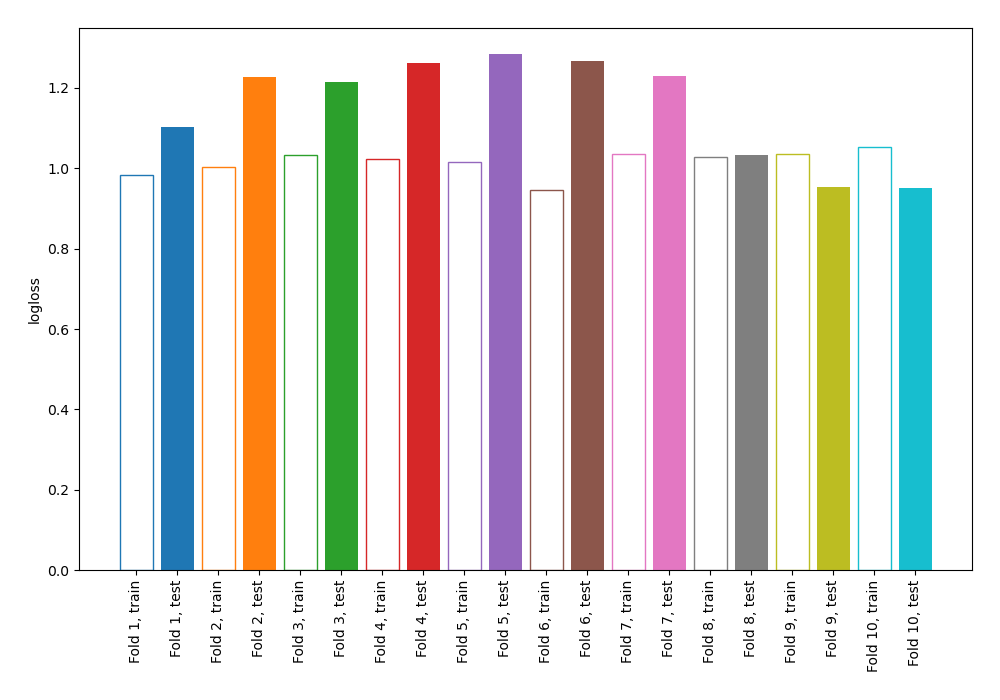 logloss
1.2
1.0
0.8
0.6
0.4
0.2
0.0
Fold 1, train
Fold 1, test
Fold 2, train
Fold 2, test
Fold 3, train
Fold 3, test
Fold 4, train
Fold 4, test
Fold 5, train
Fold 5, test
Fold 6, train
Fold 6, test
Fold 7, train
Fold 7, test
Fold 8, train
Fold 8, test
Fold 9, train
Fold 9, test
Fold 10, train
Fold 10, test